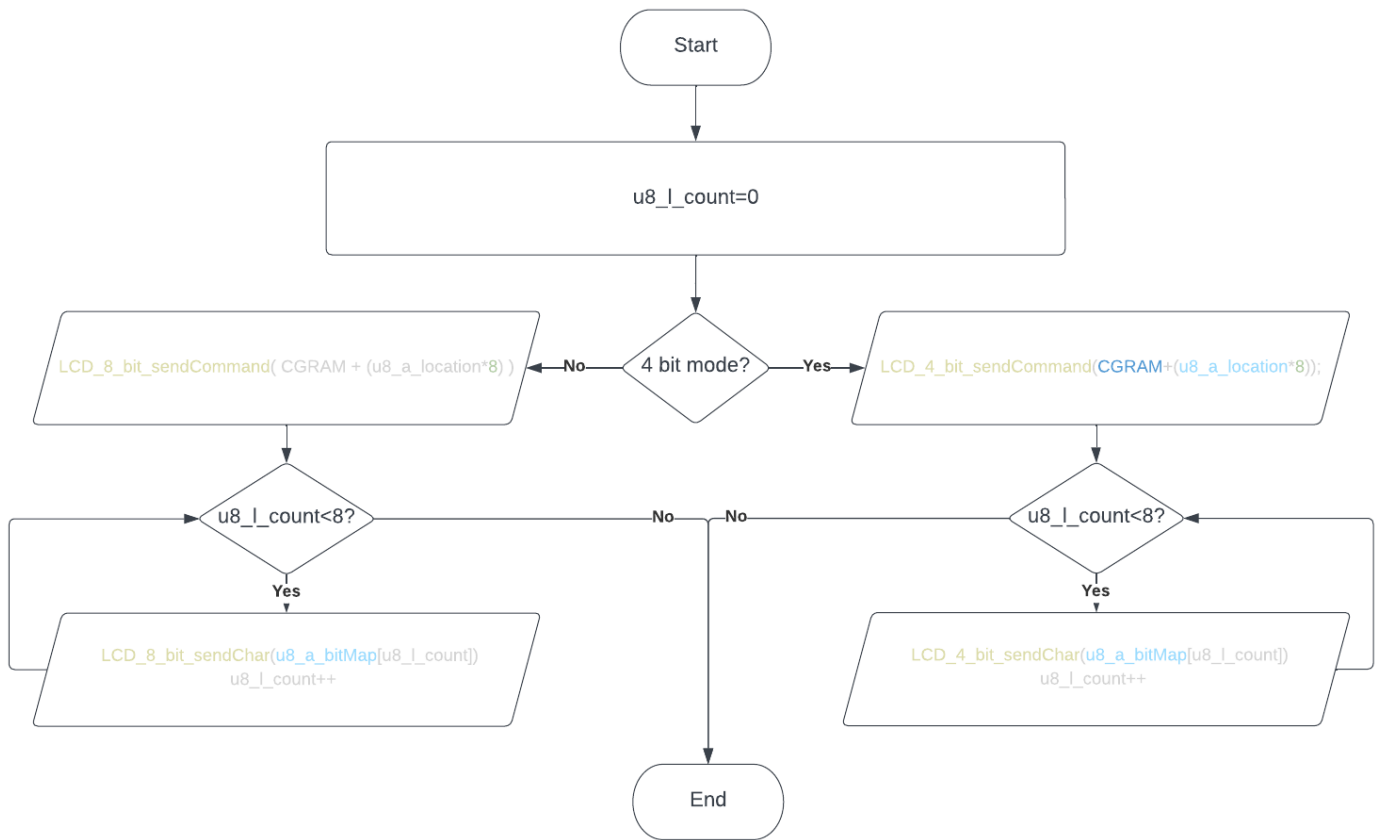 Start
u8_l_count=0
LCD_8_bit_sendCommand( CGRAM + (u8_a_location*8) )
No
4 bit mode?
Yes
LCD_4_bit_sendCommand(CGRAM+(u8_a_location*8));
u8_l_count<8?
No
No
u8_l_count<8?
Yes
Yes
LCD_8_bit_sendChar(u8_a_bitMap[u8_l_count])
u8_l_count++
LCD_4_bit_sendChar(u8_a_bitMap[u8_l_count])
u8_l_count++
End